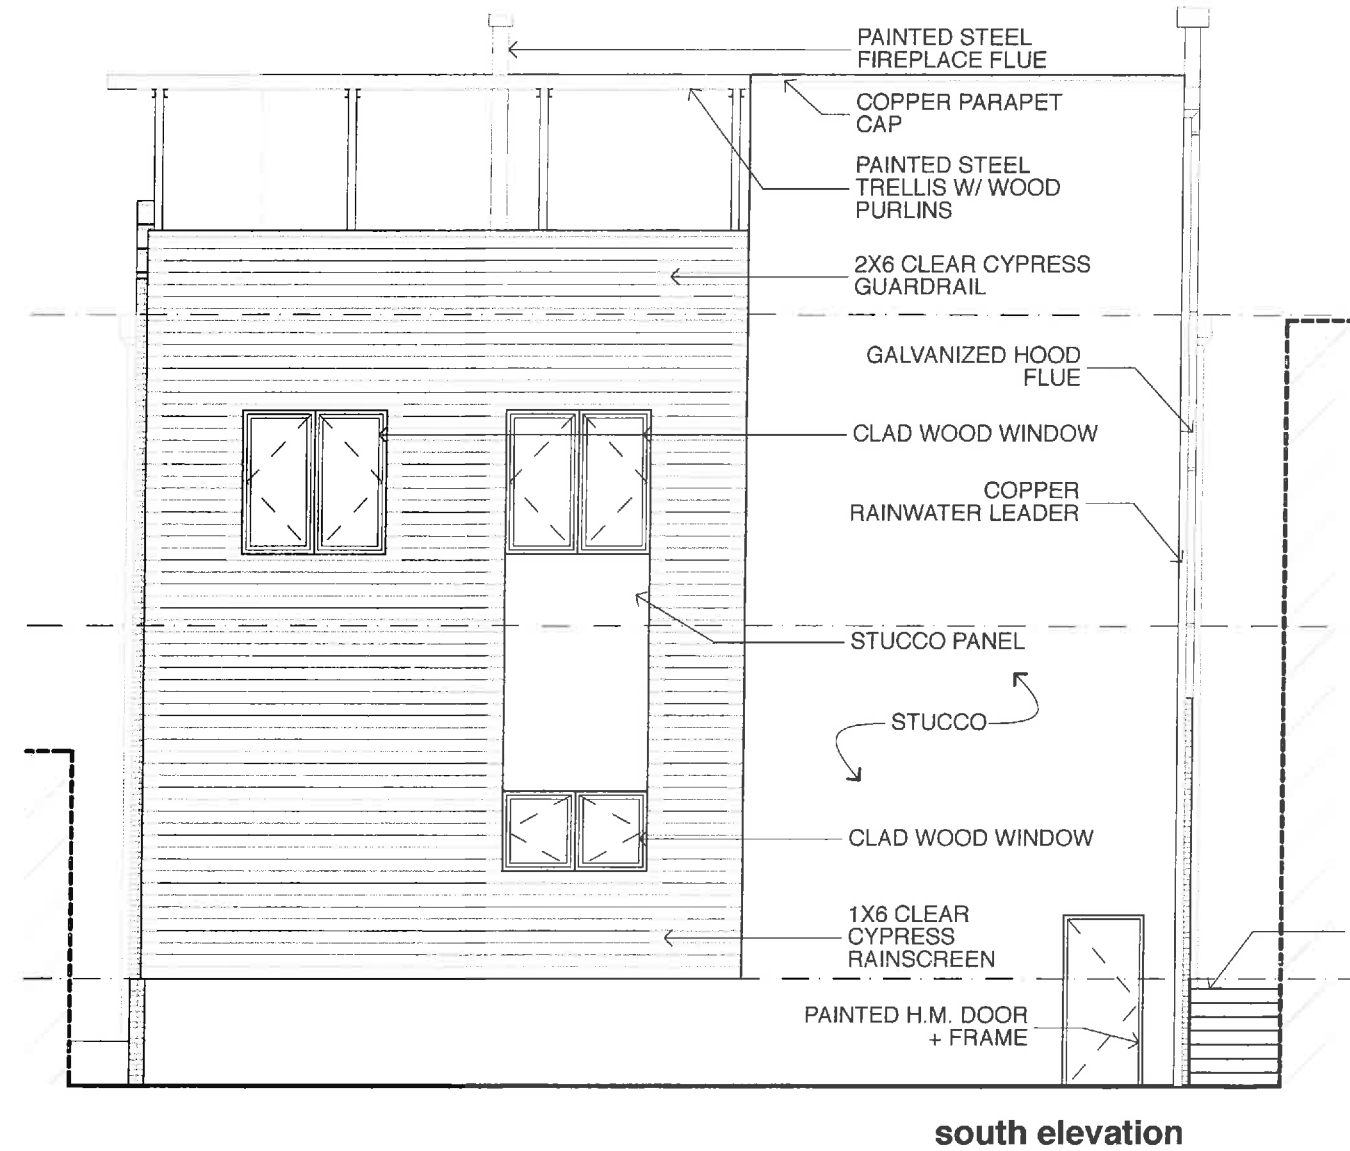 PAINTED STEEL
FIREPLACE FLUE
COPPER PARAPET
CAP
PAINTED STEEL
TRELLIS W/ WOOD
PURLINS
2X6 CLEAR CYPRESS
GUARDRAIL
GALVANIZED HOOD
FLUE
CLAD WOOD WINDOW
COPPER
RAINWATER LEADER
STUCCO PANEL
STUCCO
CLAD WOOD WINDOW
1X6 CLEAR
CYPRESS
RAINSCREEN
PAINTED H.M. DOOR
+ FRAME
south elevation